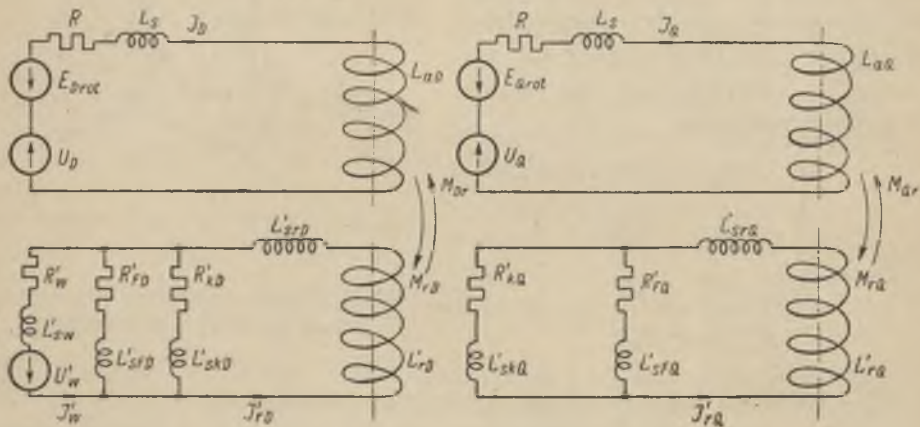 R L_s J_D
E_Drot
L_aD
U_D
R L_s J_Q
E_Qrot
L_aQ
U_Q
M_Dr
M_Qr
L'_srD
R'_w R'_FD R'_kD
M_rD
L'_sw L'_sFD L'_skD
L'_rD
U'_w
J'_w J'_rD
L'_srQ
R'_kQ R'_FQ
M_rQ
L'_skQ L'_sFQ
L'_rQ
J'_rQ